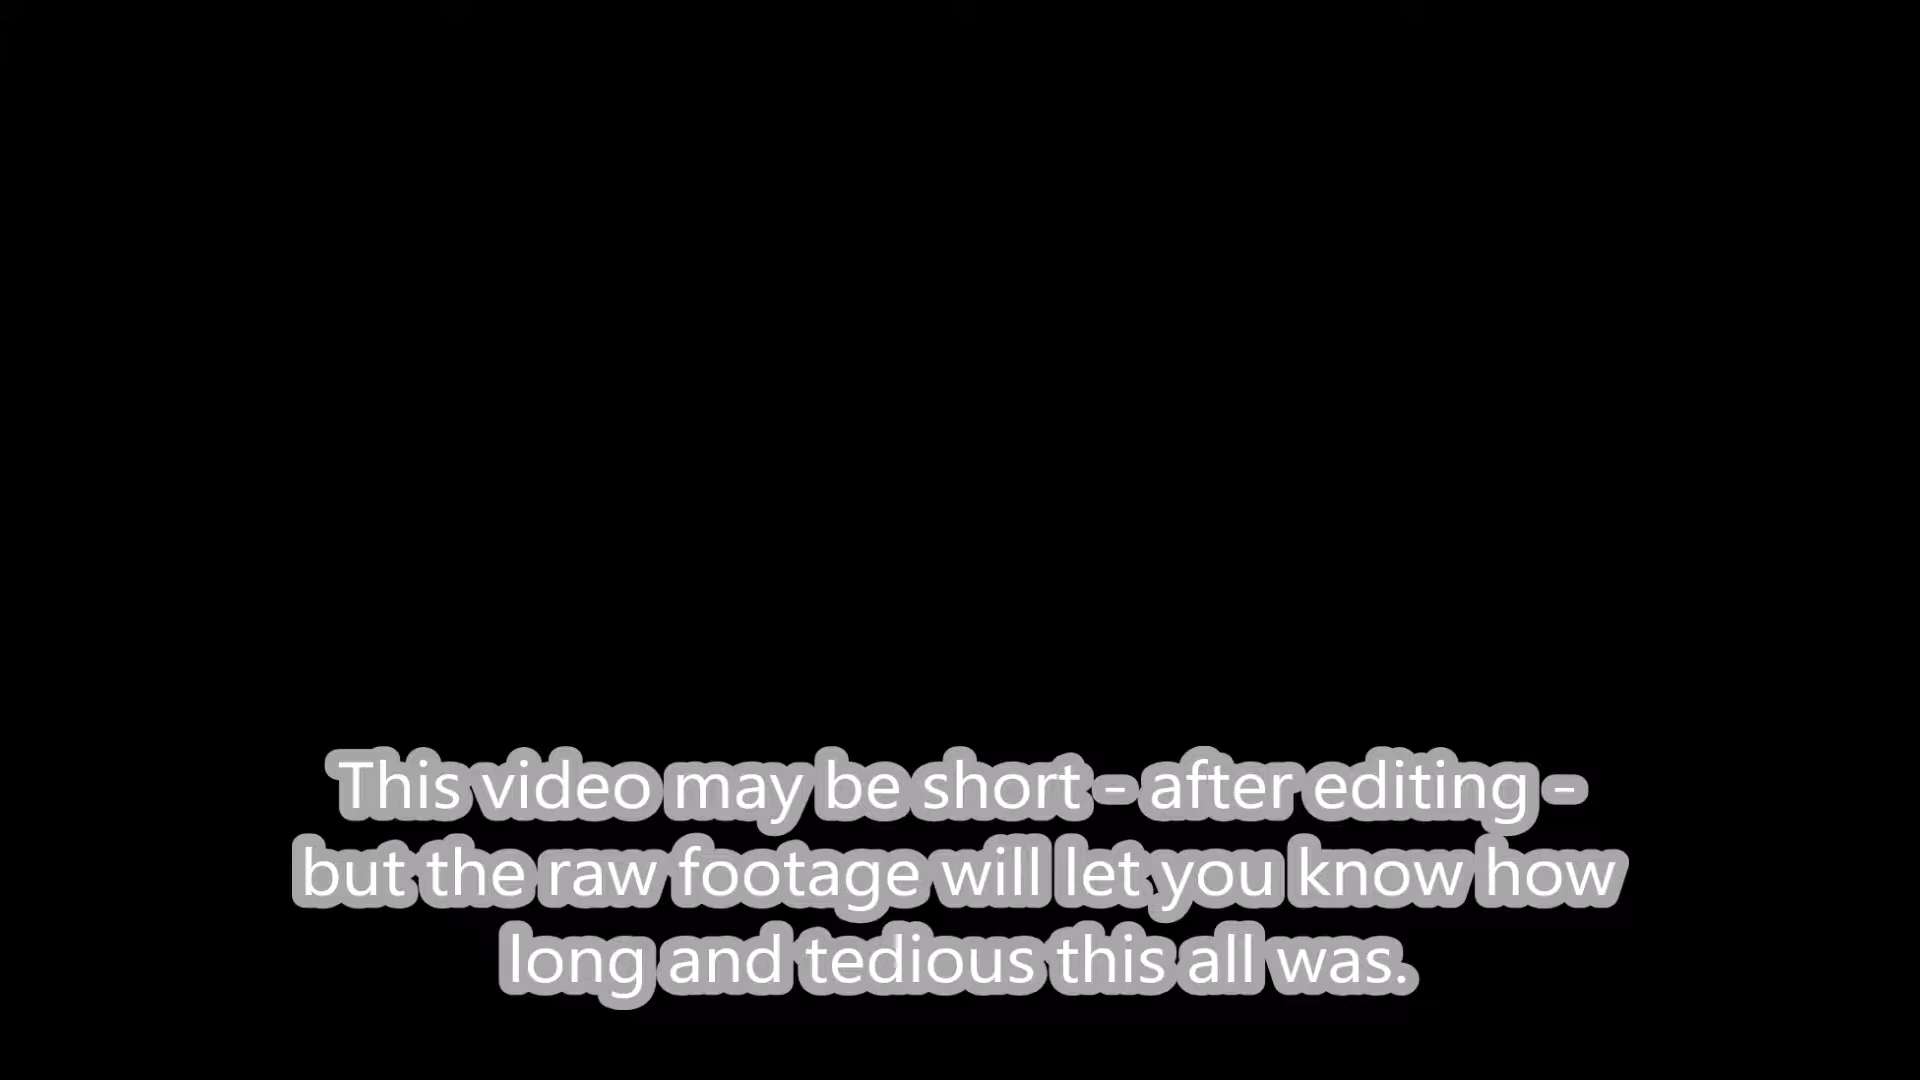 This video may be short - after editing -
but the raw footage will let you know how
long and tedious this all was.